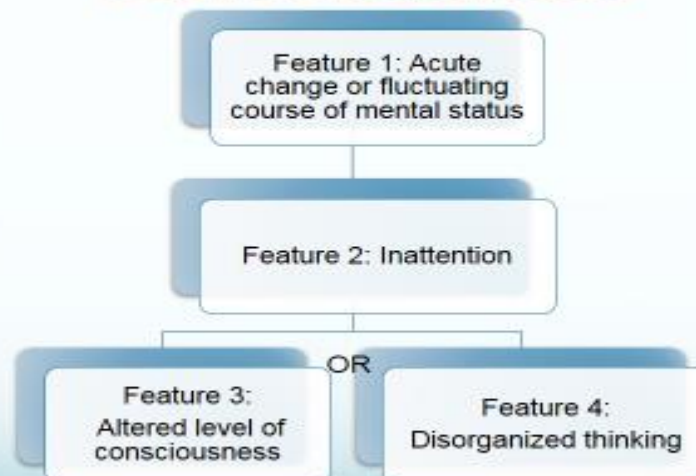 Feature 1: Acute
change or fluctuating
course of mental status
Feature 2: Inattention
OR
Feature 3:
Altered level of
consciousness
Feature 4:
Disorganized thinking